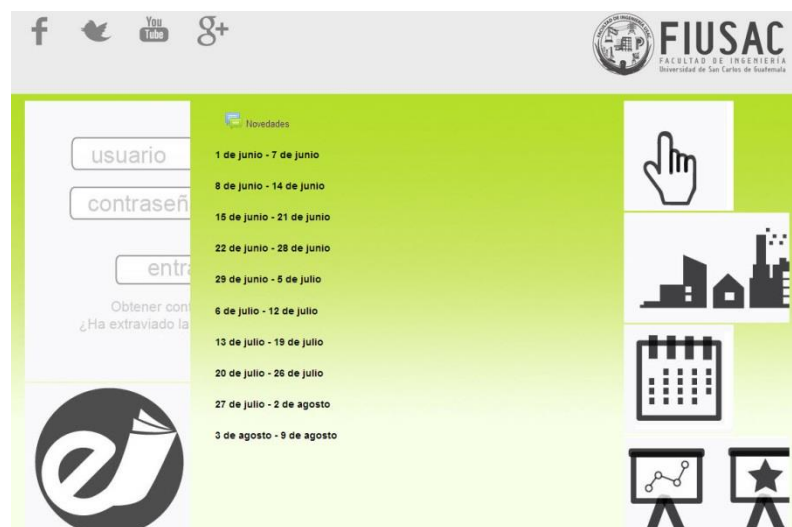 You
Tube
FIUSAC
FACULTAD DE INGENIERÍA
Universidad de San Carlos de Guatemala
usuario
contraseñ
entra
Obtener cont
¿Ha extraviado la
Novedades
1 de junio - 7 de junio
8 de junio - 14 de junio
15 de junio - 21 de junio
22 de junio - 28 de junio
29 de junio - 5 de julio
6 de julio - 12 de julio
13 de julio - 19 de julio
20 de julio - 26 de julio
27 de julio - 2 de agosto
3 de agosto - 9 de agosto